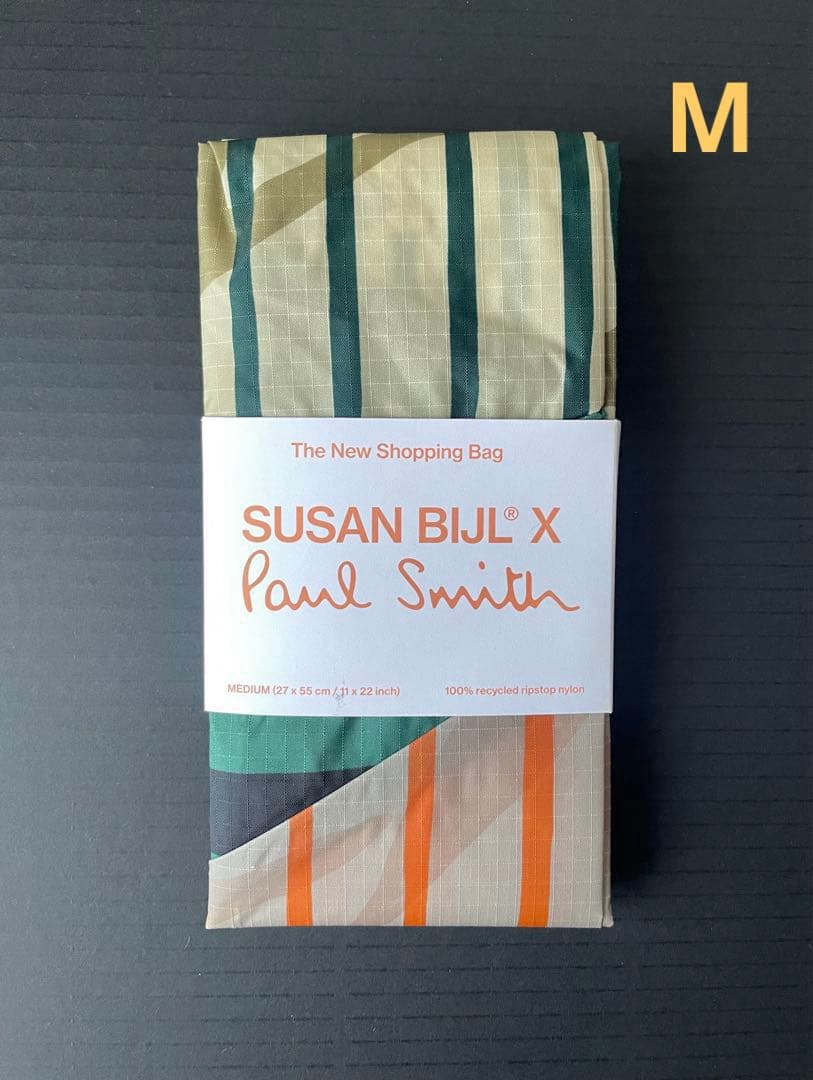 M
The New Shopping Bag
SUSAN BIJL® X
Paul Smith
MEDIUM (27 x 55 cm / 11 x 22 inch)
100% recycled ripstop nylon